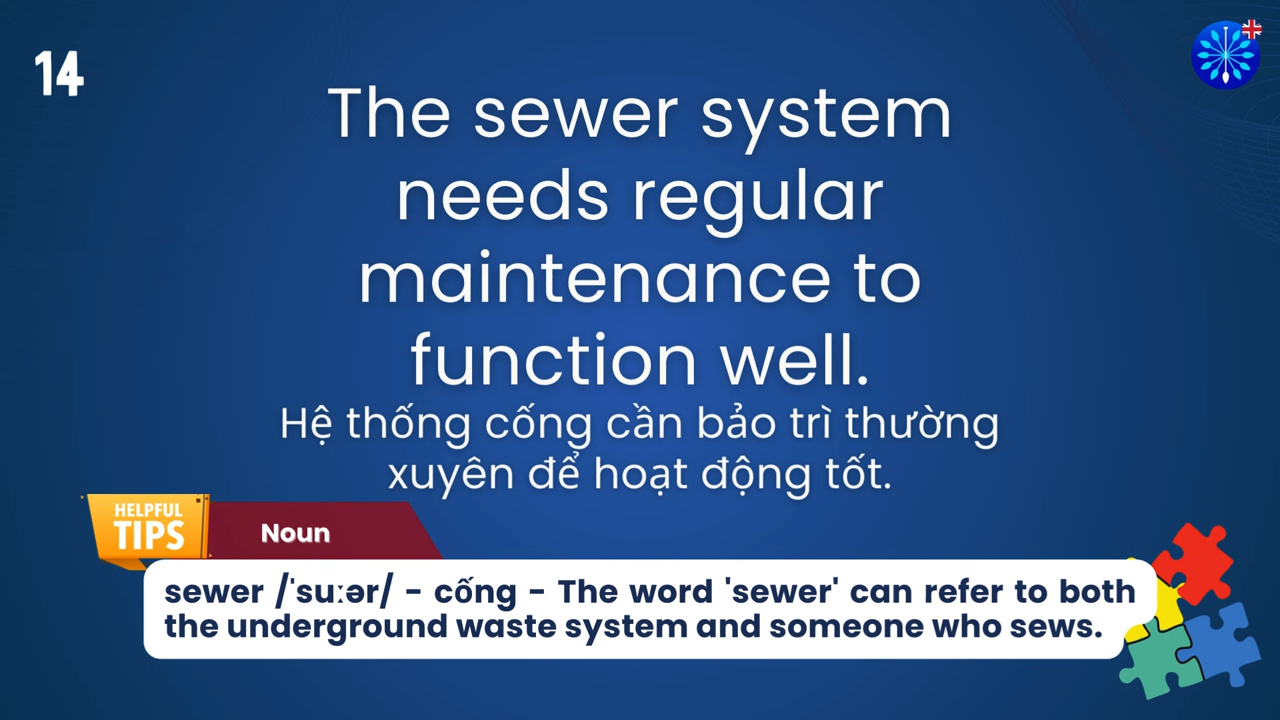 14
The sewer system
needs regular
maintenance to
function well.
Hệ thống cống cần bảo trì thường
xuyên để hoạt động tốt.
HELPFUL
TIPS
Noun
sewer /ˈsuːər/ - cống - The word 'sewer' can refer to both
the underground waste system and someone who sews.